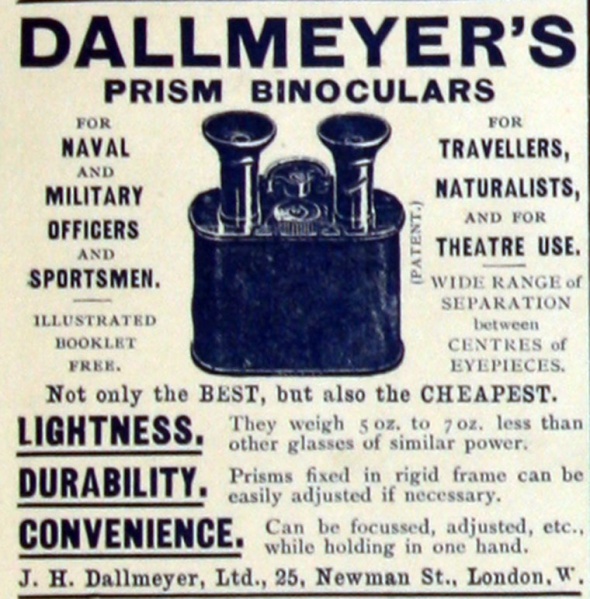 DALLMEYER'S
PRISM BINOCULARS
FOR
NAVAL
AND
MILITARY
OFFICERS
AND
SPORTSMEN.
ILLUSTRATED
BOOKLET
FREE.
(PATENT.)
FOR
TRAVELLERS,
NATURALISTS,
AND FOR
THEATRE USE.
WIDE RANGE of
SEPARATION
between
CENTRES of
EYEPIECES.
Not only the BEST, but also the CHEAPEST.
LIGHTNESS. They weigh 5 oz. to 7 oz. less than
other glasses of similar power.
DURABILITY. Prisms fixed in rigid frame can be
easily adjusted if necessary.
CONVENIENCE. Can be focussed, adjusted, etc.,
while holding in one hand.
J. H. Dallmeyer, Ltd., 25, Newman St., London, W.